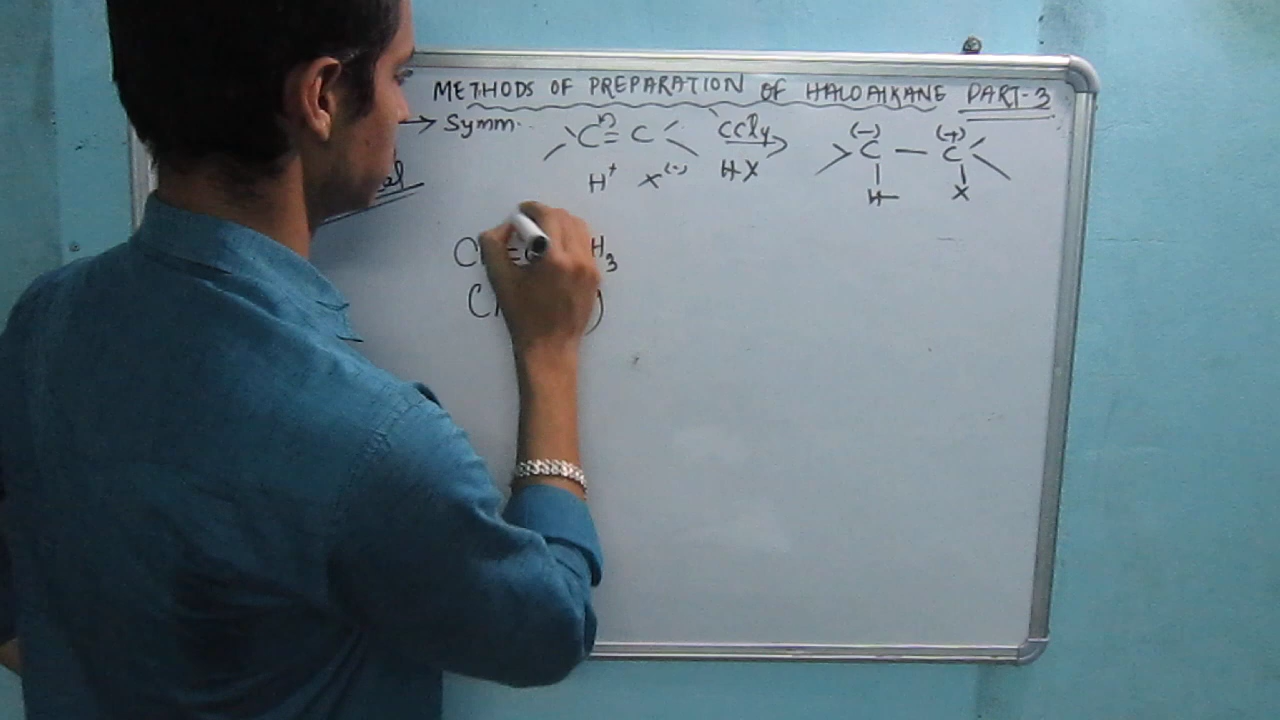 METHODS OF PREPARATION OF HALOAlKANE PART-3
→ Symm. C = C CCl4 (-) C — C (+)
H+ X(-) HX H X
H3